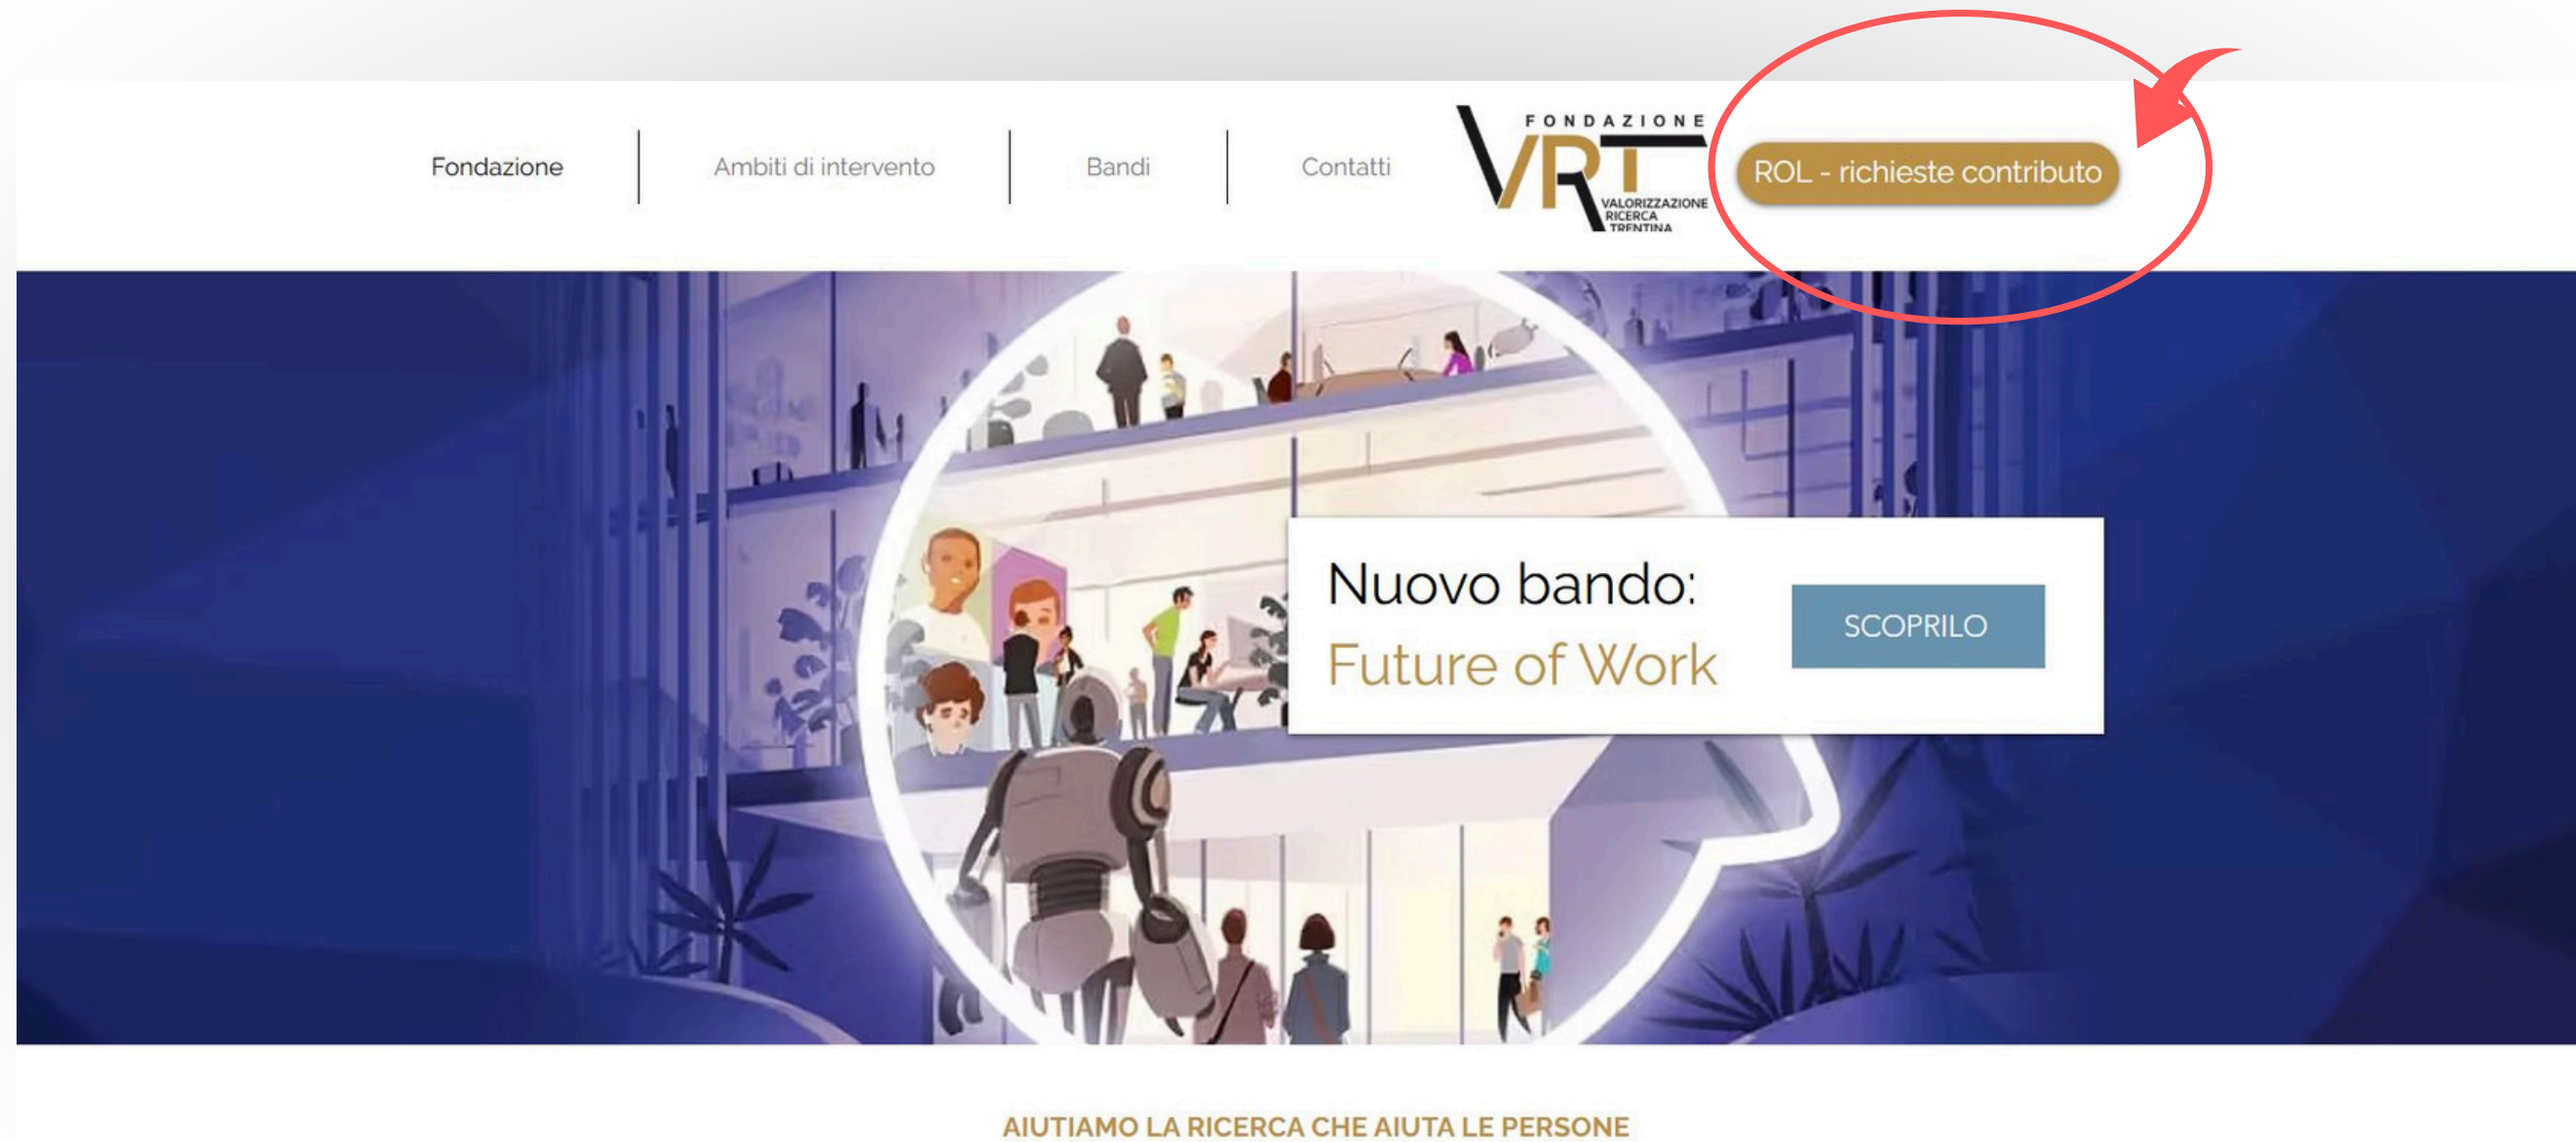 Fondazione
Ambiti di intervento
Bandi
Contatti
FONDAZIONE
VRT
VALORIZZAZIONE
RICERCA
TRENTINA
ROL - richieste contributo
Nuovo bando:
Future of Work
SCOPRILO
AIUTIAMO LA RICERCA CHE AIUTA LE PERSONE